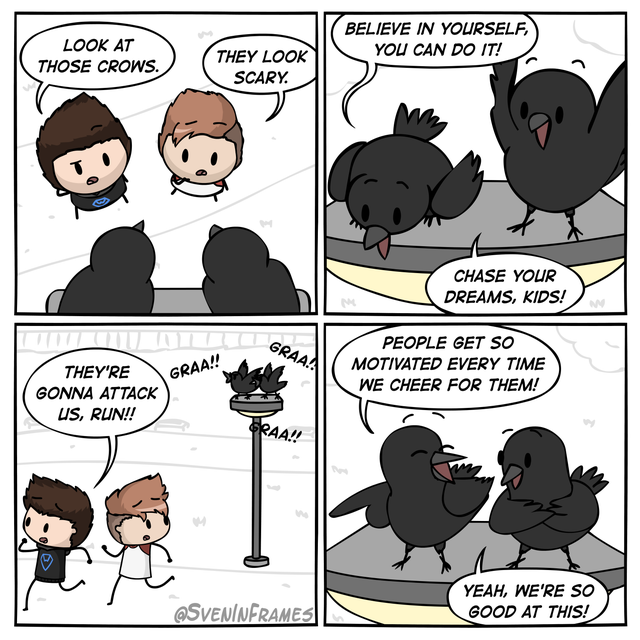 LOOK AT
THOSE CROWS.
THEY LOOK
SCARY.
BELIEVE IN YOURSELF,
YOU CAN DO IT!
CHASE YOUR
DREAMS, KIDS!
THEY'RE
GONNA ATTACK
US, RUN!!
GRAA!!
GRAA!!
GRAA!!
@SVENINFRAMES
PEOPLE GET SO
MOTIVATED EVERY TIME
WE CHEER FOR THEM!
YEAH, WE'RE SO
GOOD AT THIS!